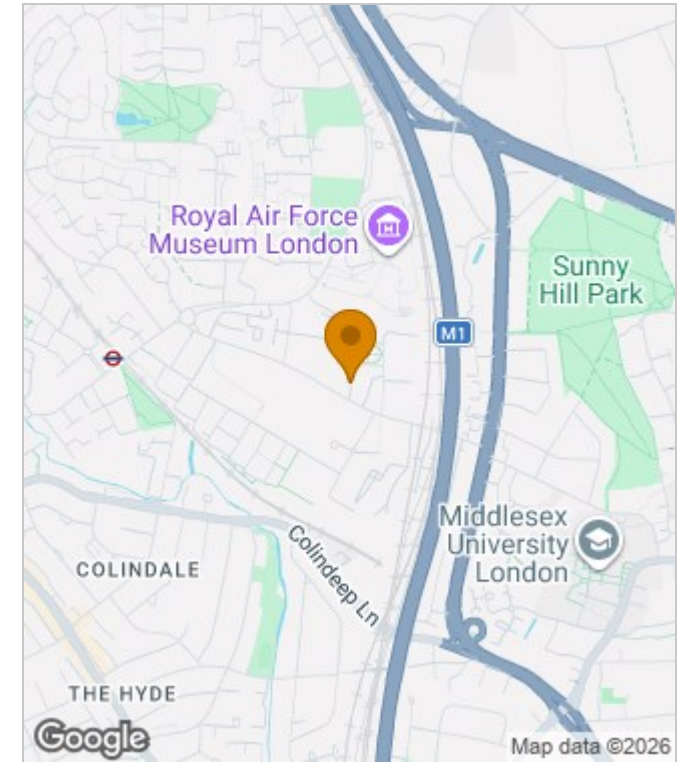 Royal Air Force
Museum London
Sunny
Hill Park
M1
Middlesex
University
London
Colindeep Ln
COLINDALE
THE HYDE
Google
Map data ©2026